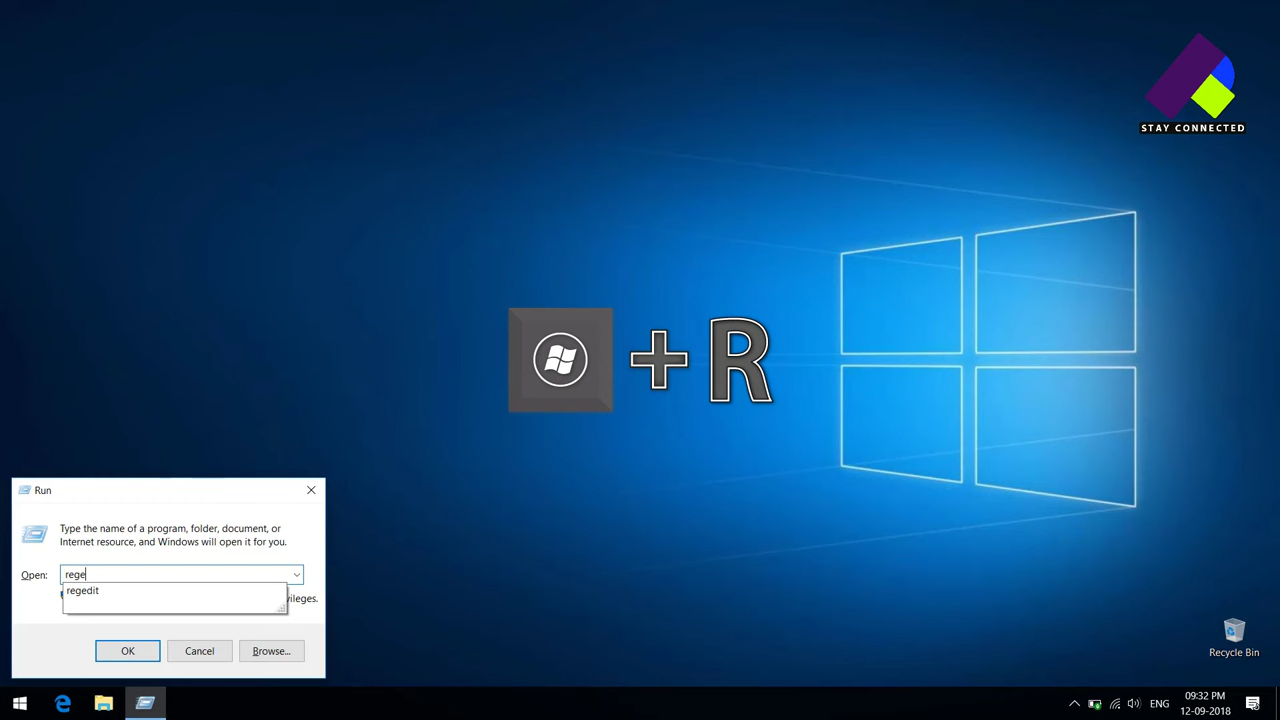 STAY CONNECTED
+ R
Run
Type the name of a program, folder, document, or
Internet resource, and Windows will open it for you.
Open: rege
regedit
vileges.
OK Cancel Browse...
Recycle Bin
ENG
09:32 PM
12-09-2018